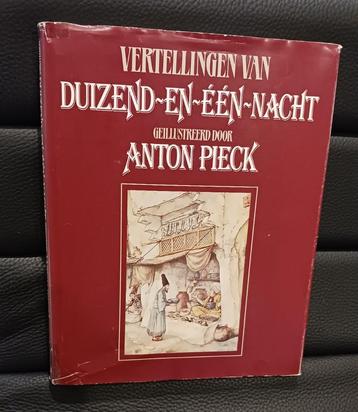 VERTELLINGEN VAN
DUIZEND~EN~ÉÉN~NACHT
GEÏLLUSTREERD DOOR
ANTON PIECK